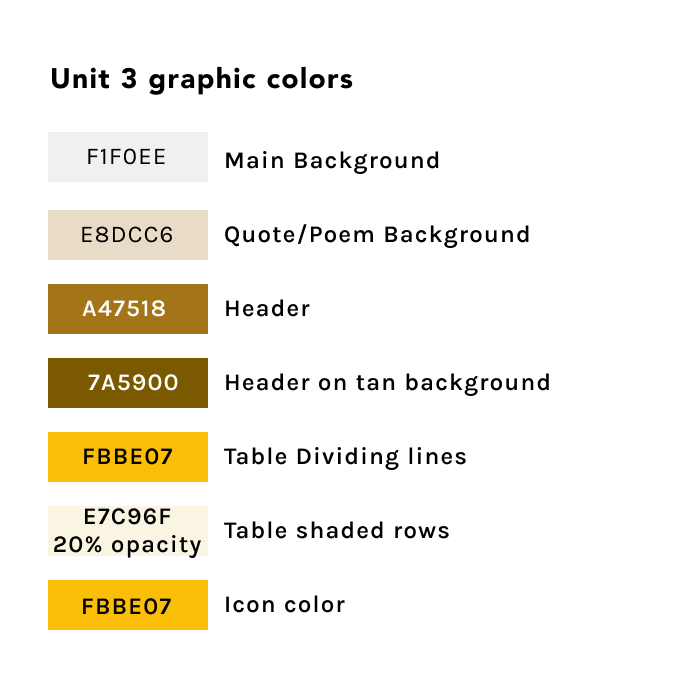 Unit 3 graphic colors
F1F0EE Main Background
E8DCC6 Quote/Poem Background
A47518 Header
7A5900 Header on tan background
FBBE07 Table Dividing lines
E7C96F
20% opacity Table shaded rows
FBBE07 Icon color